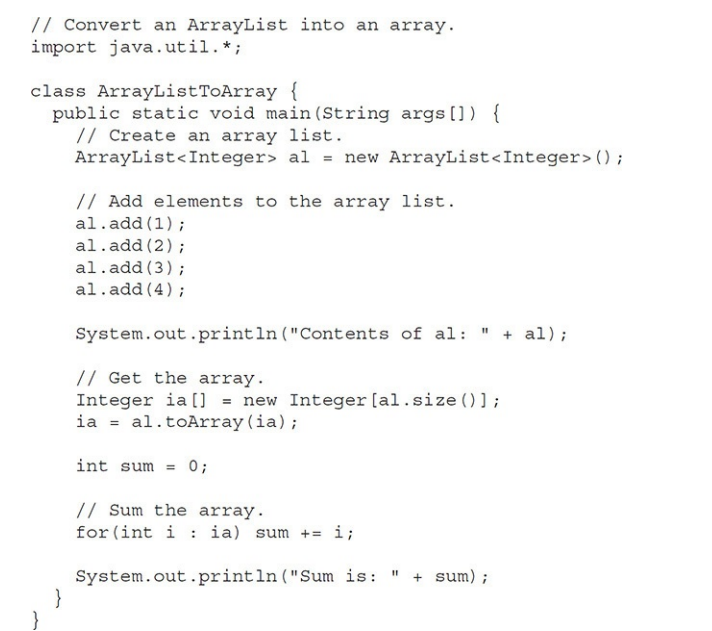 // Convert an ArrayList into an array.
import java.util.*;
class ArrayListToArray {
public static void main(String args[]) {
// Create an array list.
ArrayList<Integer> al = new ArrayList<Integer>();
// Add elements to the array list.
al.add(1);
al.add(2);
al.add(3);
al.add(4);
System.out.println("Contents of al: " + al);
// Get the array.
Integer ia[] = new Integer[al.size()];
ia = al.toArray(ia);
int sum = 0;
// Sum the array.
for(int i : ia) sum += i;
System.out.println("Sum is: " + sum);
}
}